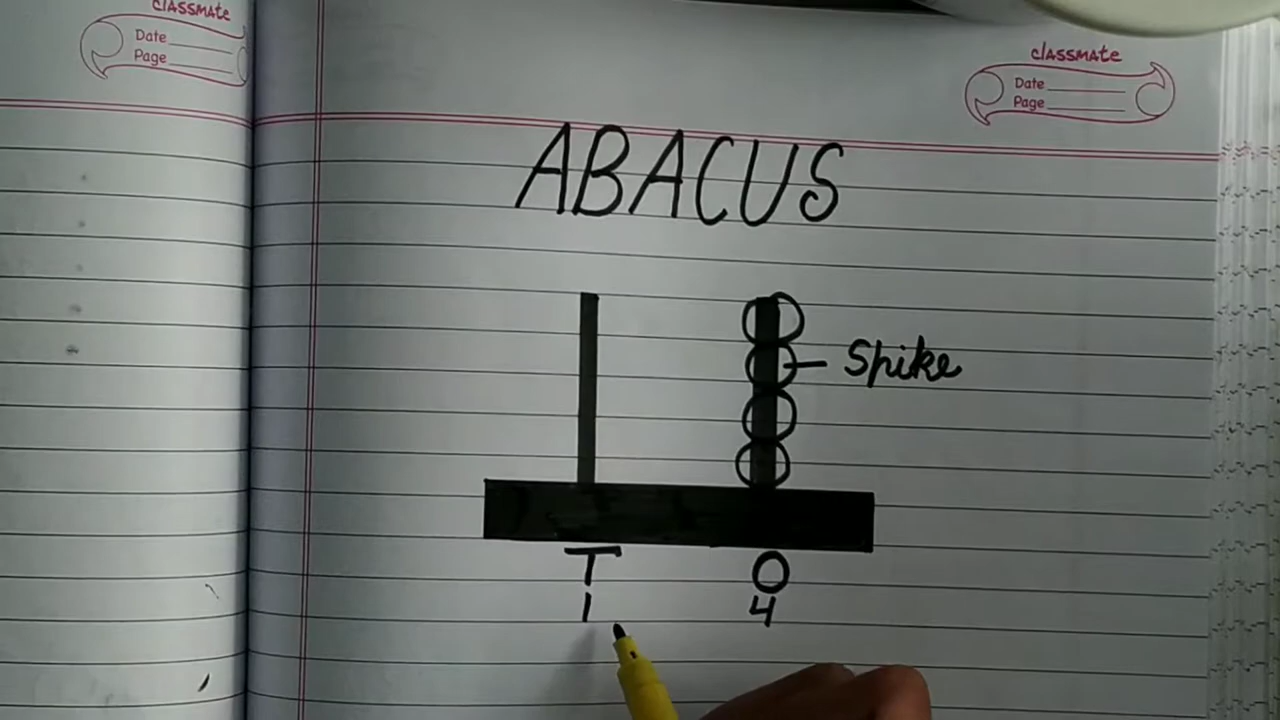 classmate
Date
Page
classmate
Date
Page
ABACUS
Spike
T O
1 4